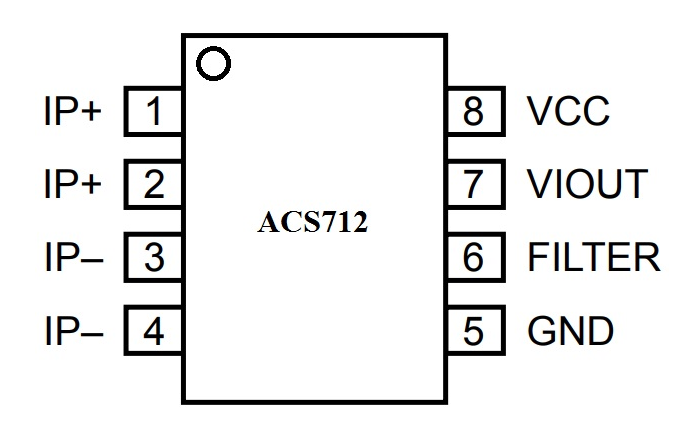 IP+ 1 8 VCC
IP+ 2 7 VIOUT
ACS712
IP– 3 6 FILTER
IP– 4 5 GND